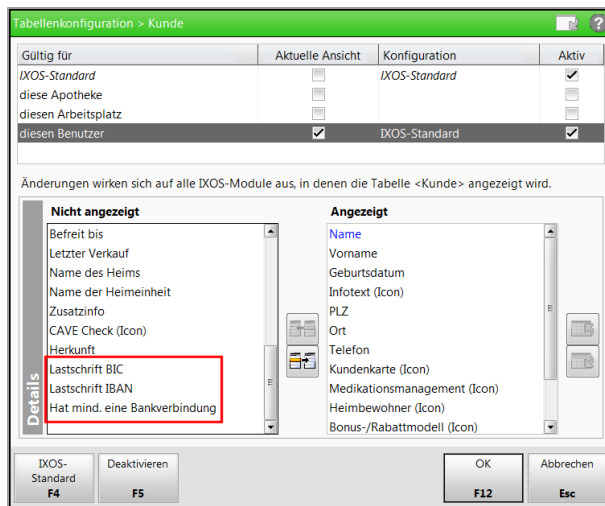 Tabellenkonfiguration > Kunde
Gültig für Aktuelle Ansicht Konfiguration Aktiv
IXOS-Standard IXOS-Standard
diese Apotheke
diesen Arbeitsplatz
diesen Benutzer IXOS-Standard
Änderungen wirken sich auf alle IXOS-Module aus, in denen die Tabelle <Kunde> angezeigt wird.
Details
Nicht angezeigt
Befreit bis
Letzter Verkauf
Name des Heims
Name der Heimeinheit
Zusatzinfo
CAVE Check (Icon)
Herkunft
Lastschrift BIC
Lastschrift IBAN
Hat mind. eine Bankverbindung
Angezeigt
Name
Vorname
Geburtsdatum
Infotext (Icon)
PLZ
Ort
Telefon
Kundenkarte (Icon)
Medikationsmanagement (Icon)
Heimbewohner (Icon)
Bonus-/Rabattmodell (Icon)
IXOS-
Standard
F4
Deaktivieren
F5
OK
F12
Abbrechen
Esc